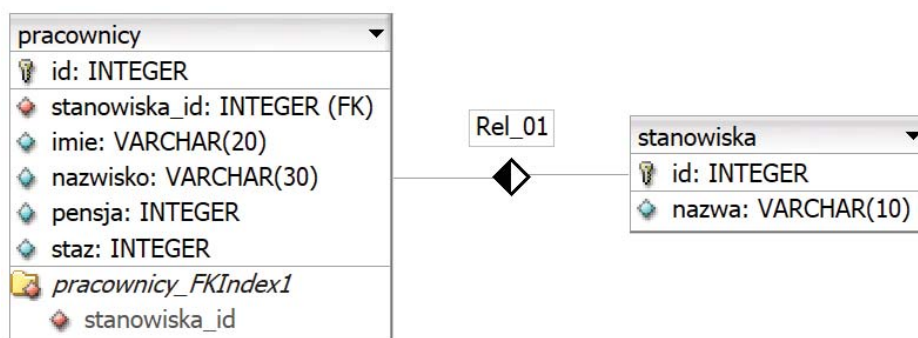 pracownicy
id: INTEGER
stanowiska_id: INTEGER (FK)
imie: VARCHAR(20)
nazwisko: VARCHAR(30)
pensja: INTEGER
staz: INTEGER
pracownicy_FKIndex1
stanowiska_id
Rel_01
stanowiska
id: INTEGER
nazwa: VARCHAR(10)